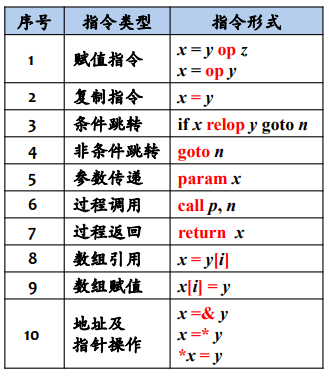 序号 指令类型 指令形式
1 赋值指令 x = y op z
x = op y
2 复制指令 x = y
3 条件跳转 if x relop y goto n
4 非条件跳转 goto n
5 参数传递 param x
6 过程调用 call p, n
7 过程返回 return x
8 数组引用 x = y[i]
9 数组赋值 x[i] = y
10 地址及
指针操作
x =& y
x =* y
*x = y